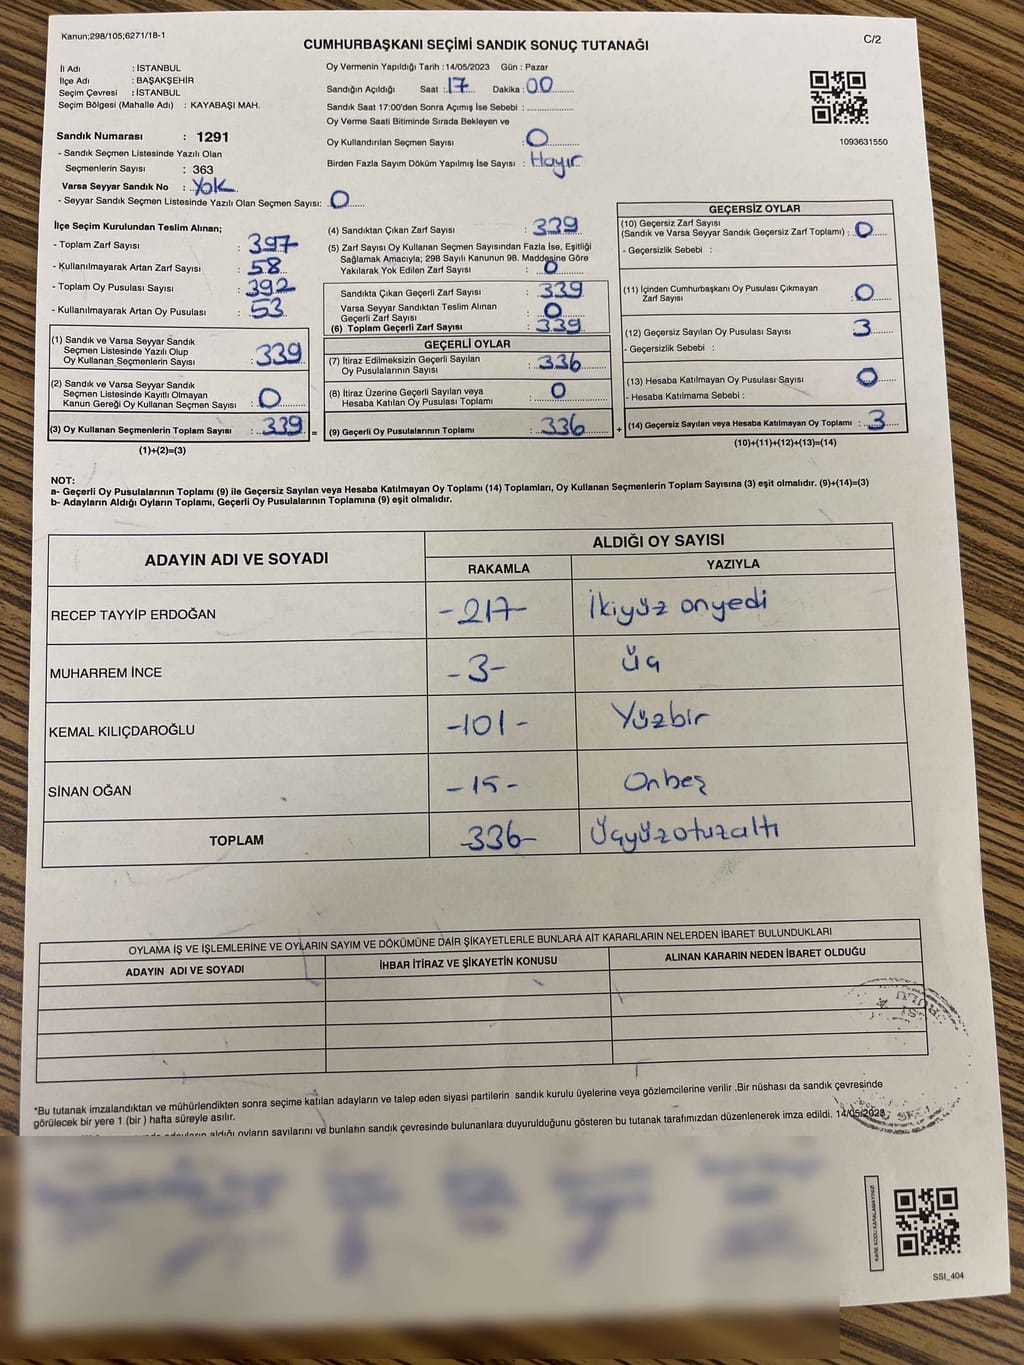 Kanun;298/105;6271/18-1
CUMHURBAŞKANI SEÇİMİ SANDIK SONUÇ TUTANAĞI
C/2
İl Adı : İSTANBUL
İlçe Adı : BAŞAKŞEHİR
Seçim Çevresi : İSTANBUL
Seçim Bölgesi (Mahalle Adı) : KAYABAŞI MAH.
Sandık Numarası : 1291
- Sandık Seçmen Listesinde Yazılı Olan
Seçmenlerin Sayısı : 363
Varsa Seyyar Sandık No : Yok
- Seyyar Sandık Seçmen Listesinde Yazılı Olan Seçmen Sayısı: 0
Oy Vermenin Yapıldığı Tarih :14/05/2023 Gün : Pazar
Sandığın Açıldığı Saat : 17 Dakika : 00
Sandık Saat 17:00'den Sonra Açımış İse Sebebi :
Oy Verme Saati Bitiminde Sırada Bekleyen ve
Oy Kullandırılan Seçmen Sayısı : 0
Birden Fazla Sayım Döküm Yapılmış İse Sayısı : Hayır
1093631550
İlçe Seçim Kurulundan Teslim Alınan;
- Toplam Zarf Sayısı : 397
- Kullanılmayarak Artan Zarf Sayısı : 58
- Toplam Oy Pusulası Sayısı : 392
- Kullanılmayarak Artan Oy Pusulası : 53
(1) Sandık ve Varsa Seyyar Sandık
Seçmen Listesinde Yazılı Olup
Oy Kullanan Seçmenlerin Sayısı : 339
(2) Sandık ve Varsa Seyyar Sandık
Seçmen Listesinde Kayıtlı Olmayan
Kanun Gereği Oy Kullanan Seçmen Sayısı : 0
(3) Oy Kullanan Seçmenlerin Toplam Sayısı : 339 =
(1)+(2)=(3)
(4) Sandıktan Çıkan Zarf Sayısı : 339
(5) Zarf Sayısı Oy Kullanan Seçmen Sayısından Fazla İse, Eşitliği
Sağlamak Amacıyla; 298 Sayılı Kanunun 98. Maddesine Göre
Yakılarak Yok Edilen Zarf Sayısı : 0
Sandıkta Çıkan Geçerli Zarf Sayısı : 339
Varsa Seyyar Sandıktan Teslim Alınan
Geçerli Zarf Sayısı : 0
(6) Toplam Geçerli Zarf Sayısı : 339
GEÇERLİ OYLAR
(7) İtiraz Edilmeksizin Geçerli Sayılan
Oy Pusulalarının Sayısı : 336
(8) İtiraz Üzerine Geçerli Sayılan veya
Hesaba Katılan Oy Pusulası Toplamı : 0
(9) Geçerli Oy Pusulalarının Toplamı : 336 +
GEÇERSİZ OYLAR
(10) Geçersiz Zarf Sayısı
(Sandık ve Varsa Seyyar Sandık Geçersiz Zarf Toplamı) : 0
- Geçersizlik Sebebi :
(11) İçinden Cumhurbaşkanı Oy Pusulası Çıkmayan
Zarf Sayısı : 0
(12) Geçersiz Sayılan Oy Pusulası Sayısı : 3
- Geçersizlik Sebebi :
(13) Hesaba Katılmayan Oy Pusulası Sayısı : 0
- Hesaba Katılmama Sebebi :
(14) Geçersiz Sayılan veya Hesaba Katılmayan Oy Toplamı : 3
(10)+(11)+(12)+(13)=(14)
NOT:
a- Geçerli Oy Pusulalarının Toplamı (9) ile Geçersiz Sayılan veya Hesaba Katılmayan Oy Toplamı (14) Toplamları, Oy Kullanan Seçmenlerin Toplam Sayısına (3) eşit olmalıdır. (9)+(14)=(3)
b- Adayların Aldığı Oyların Toplamı, Geçerli Oy Pusulalarının Toplamına (9) eşit olmalıdır.
ADAYIN ADI VE SOYADI
ALDIĞI OY SAYISI
RAKAMLA YAZIYLA
RECEP TAYYİP ERDOĞAN -217- İkiyüz onyedi
MUHARREM İNCE -3- Üç
KEMAL KILIÇDAROĞLU -101- Yüzbir
SİNAN OĞAN -15- Onbeş
TOPLAM -336- Üçyüzotuzaltı
OYLAMA İŞ VE İŞLEMLERİNE VE OYLARIN SAYIM VE DÖKÜMÜNE DAİR ŞİKAYETLERLE BUNLARA AİT KARARLARIN NELERDEN İBARET BULUNDUKLARI
ADAYIN ADI VE SOYADI İHBAR İTİRAZ VE ŞİKAYETİN KONUSU ALINAN KARARIN NEDEN İBARET OLDUĞU
*Bu tutanak imzalandıktan ve mühürlendikten sonra seçime katılan adayların ve talep eden siyasi partilerin sandık kurulu üyelerine veya gözlemcilerine verilir .Bir nüshası da sandık çevresinde
görülecek bir yere 1 (bir ) hafta süreyle asılır.
aldığı oyların sayılarını ve bunların sandık çevresinde bulunanlara duyurulduğunu gösteren bu tutanak tarafımızdan düzenlenerek imza edildi. 14/05/2023
KARE KODU KARALAMAYINIZ!
SSI_404